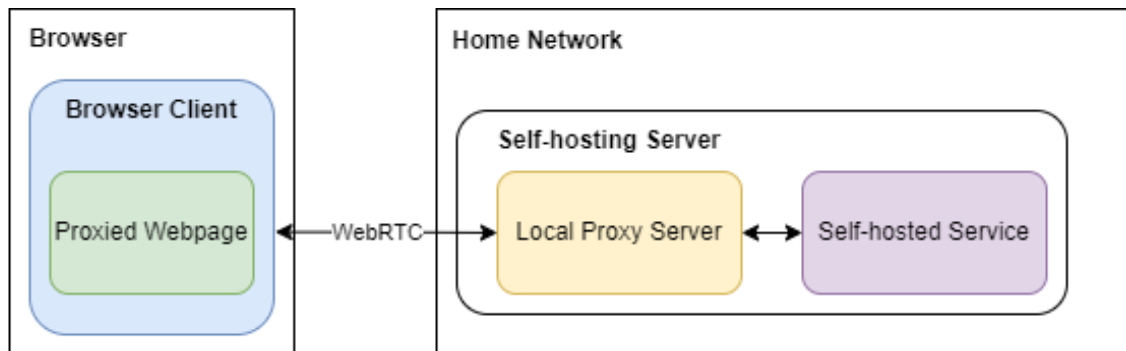 Browser
Browser Client
Proxied Webpage
WebRTC
Home Network
Self-hosting Server
Local Proxy Server
Self-hosted Service